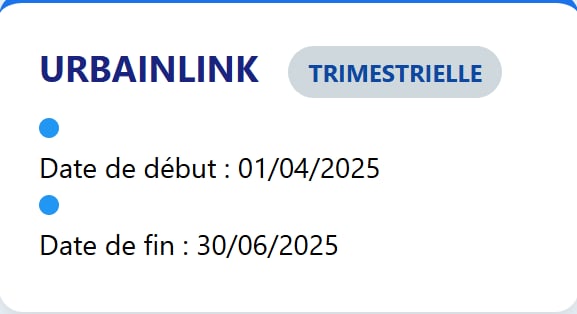 URBAINLINK TRIMESTRIELLE
Date de début : 01/04/2025
Date de fin : 30/06/2025